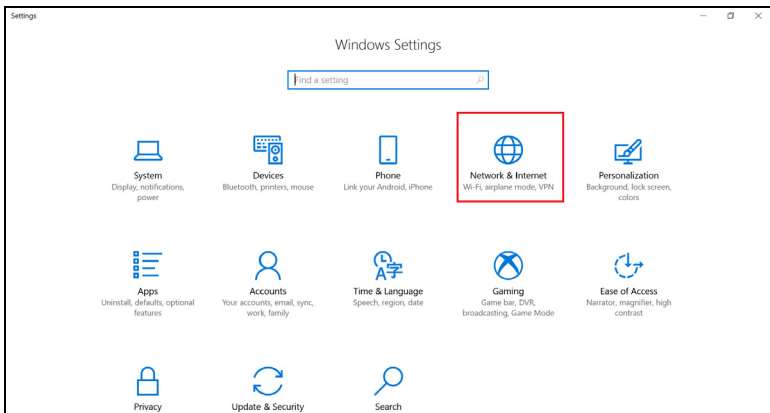 Settings
Windows Settings
Find a setting
System
Display, notifications,
power
Devices
Bluetooth, printers, mouse
Phone
Link your Android, iPhone
Network & Internet
Wi-Fi, airplane mode, VPN
Personalization
Background, lock screen,
colors
Apps
Uninstall, defaults, optional
features
Accounts
Your accounts, email, sync,
work, family
A字
Time & Language
Speech, region, date
Gaming
Game bar, DVR,
broadcasting, Game Mode
Ease of Access
Narrator, magnifier, high
contrast
Privacy
Update & Security
Search